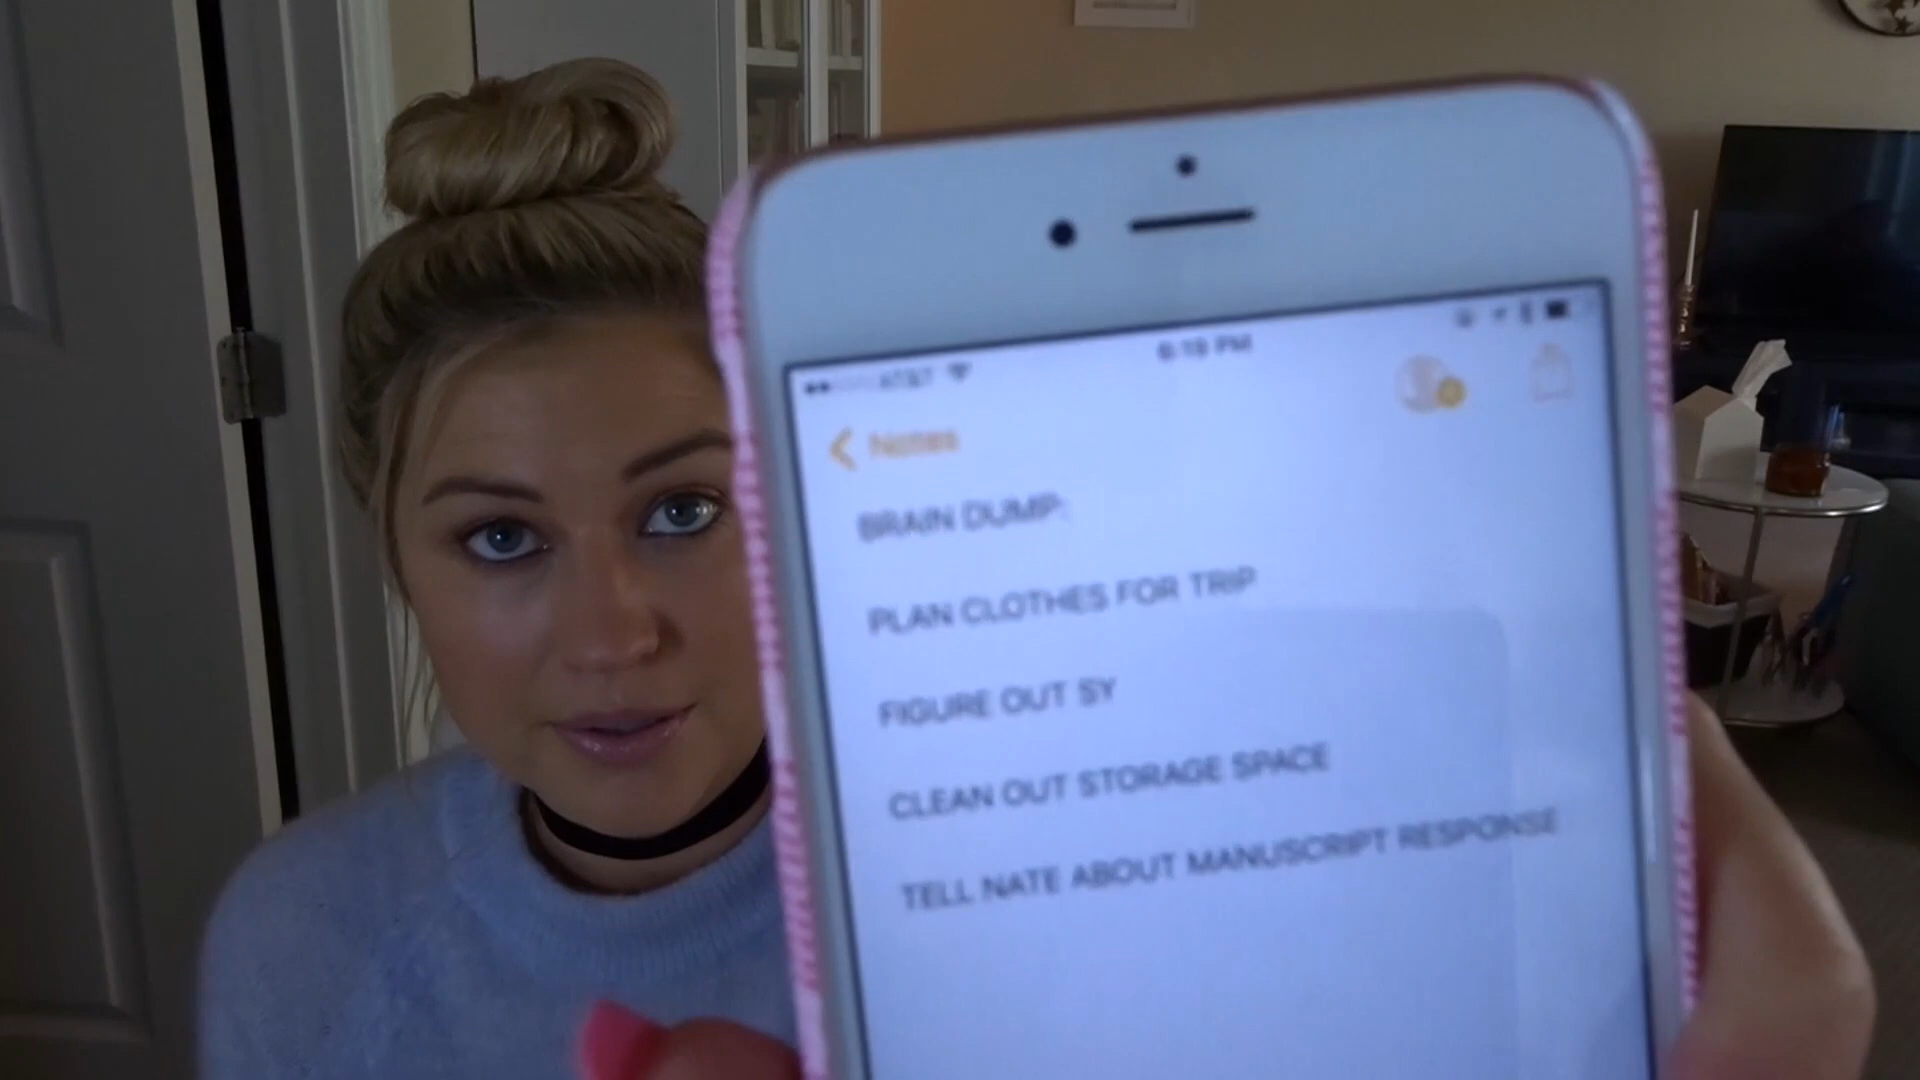 AT&T 6:19 PM
Notes
BRAIN DUMP:
PLAN CLOTHES FOR TRIP
FIGURE OUT SY
CLEAN OUT STORAGE SPACE
TELL NATE ABOUT MANUSCRIPT RESPONSE